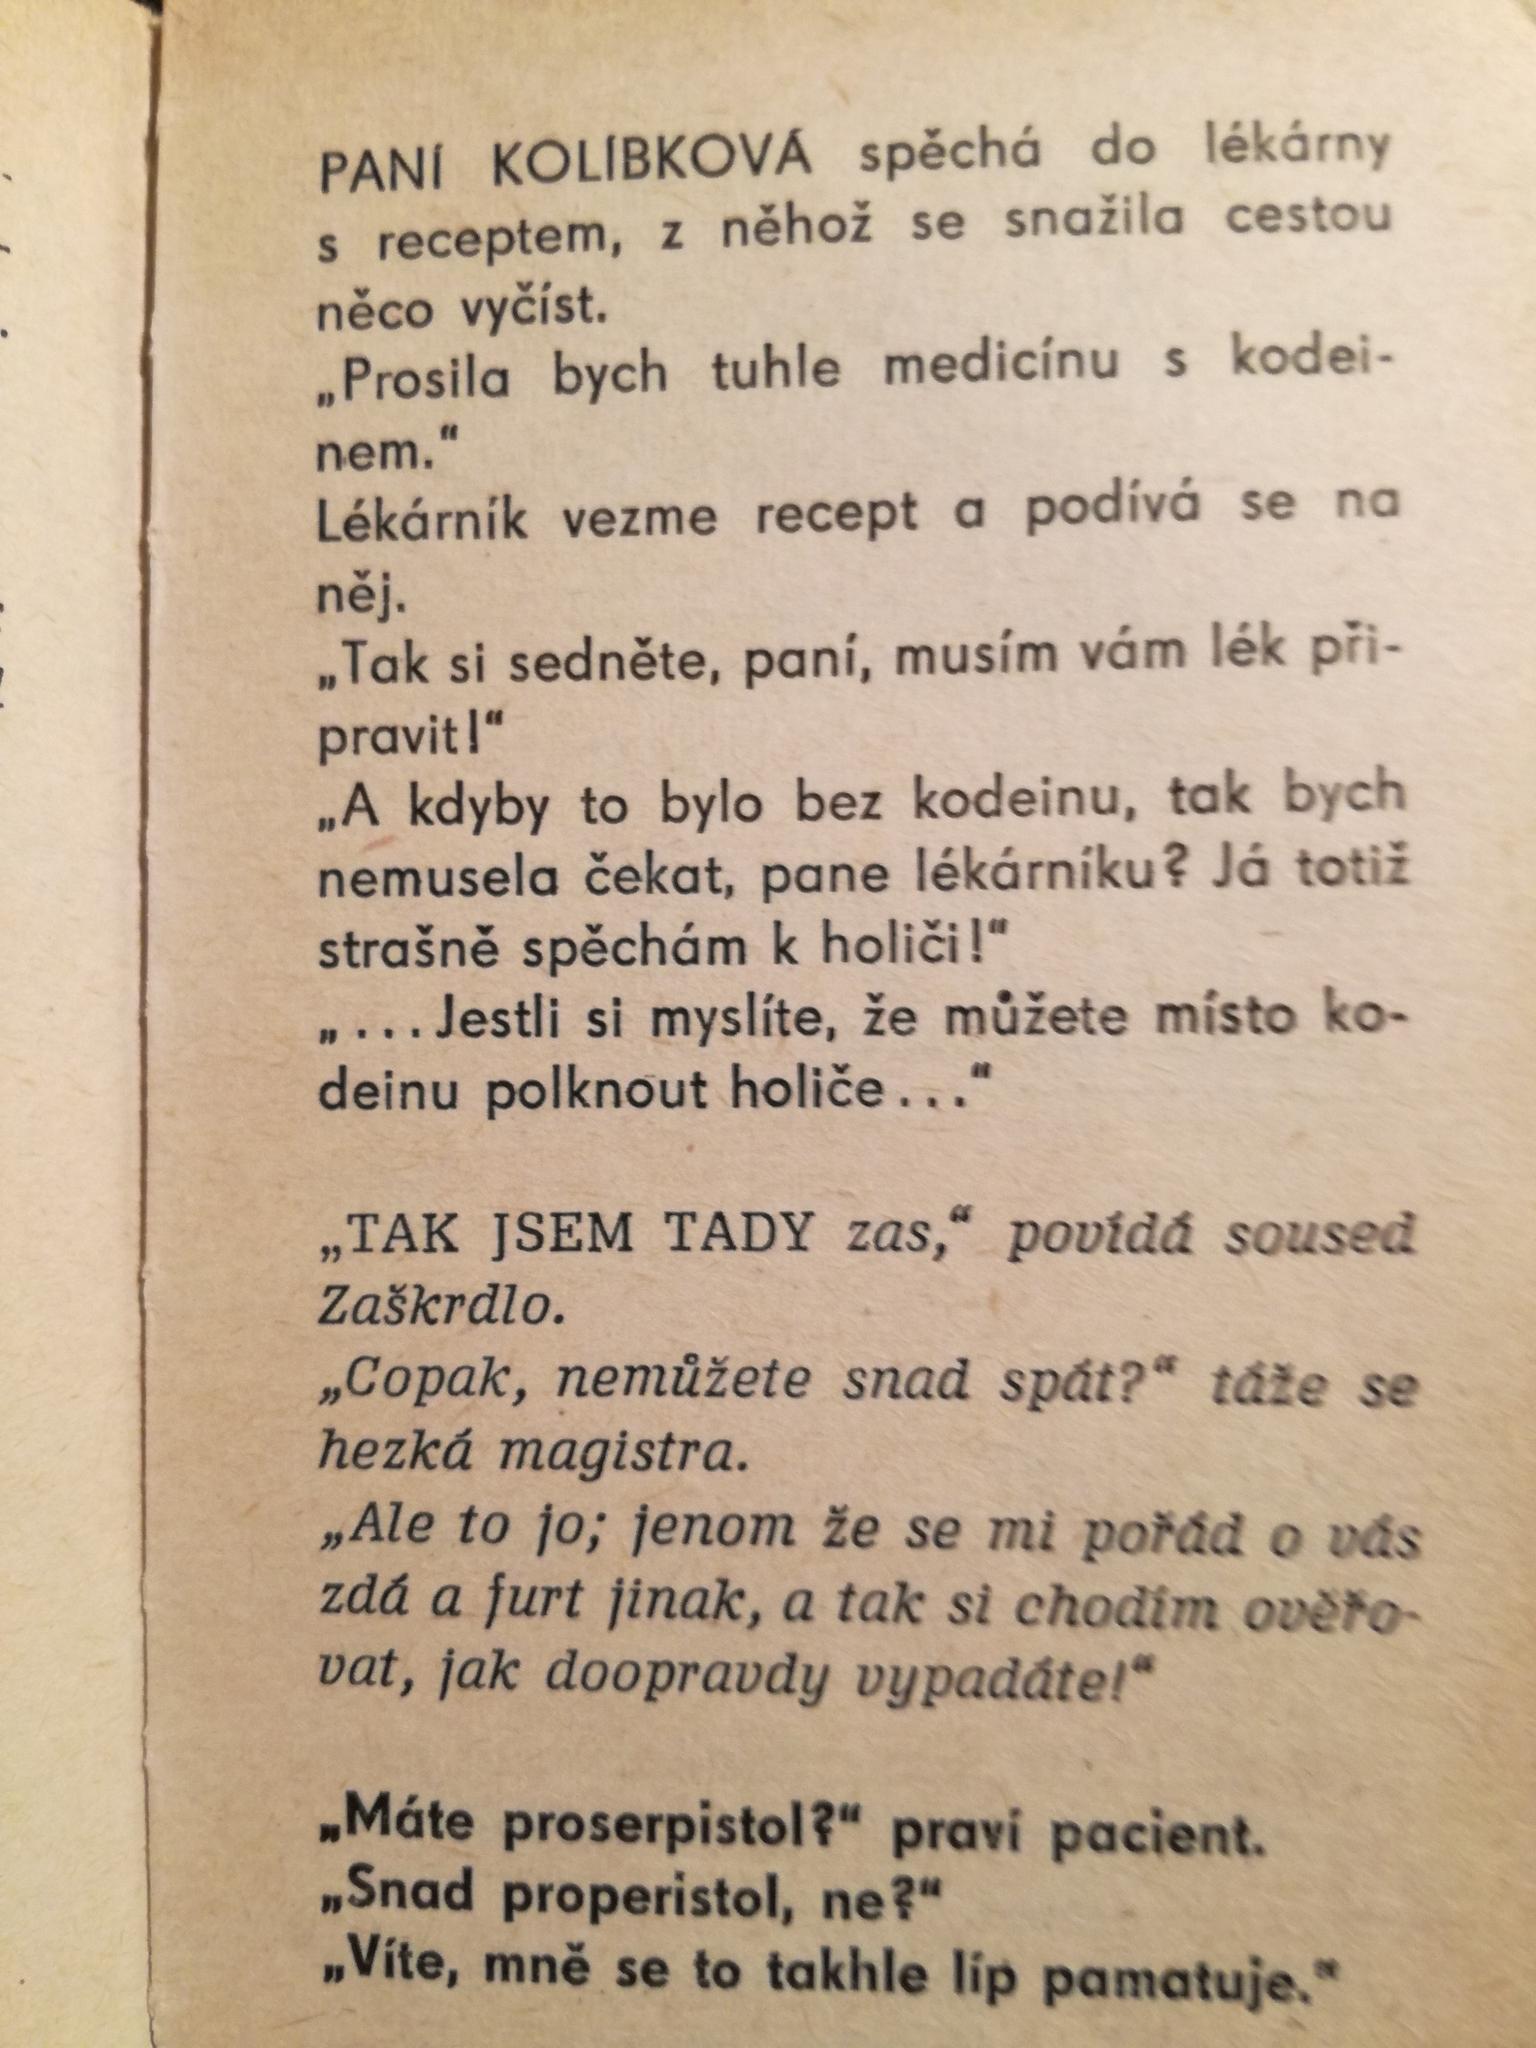 PANÍ KOLÍBKOVÁ spěchá do lékárny
s receptem, z něhož se snažila cestou
něco vyčíst.
„Prosila bych tuhle medicínu s kodei-
nem.“
Lékárník vezme recept a podívá se na
něj.
„Tak si sedněte, paní, musím vám lék při-
pravit!“
„A kdyby to bylo bez kodeinu, tak bych
nemusela čekat, pane lékárníku? Já totiž
strašně spěchám k holiči!“
„...Jestli si myslíte, že můžete místo ko-
deinu polknout holiče...“
„TAK JSEM TADY zas,“ povídá soused
Zaškrdlo.
„Copak, nemůžete snad spát?“ táže se
hezká magistra.
„Ale to jo; jenom že se mi pořád o vás
zdá a furt jinak, a tak si chodím ověřo-
vat, jak doopravdy vypadáte!“
„Máte proserpistol?“ praví pacient.
„Snad properistol, ne?“
„Víte, mně se to takhle líp pamatuje.“